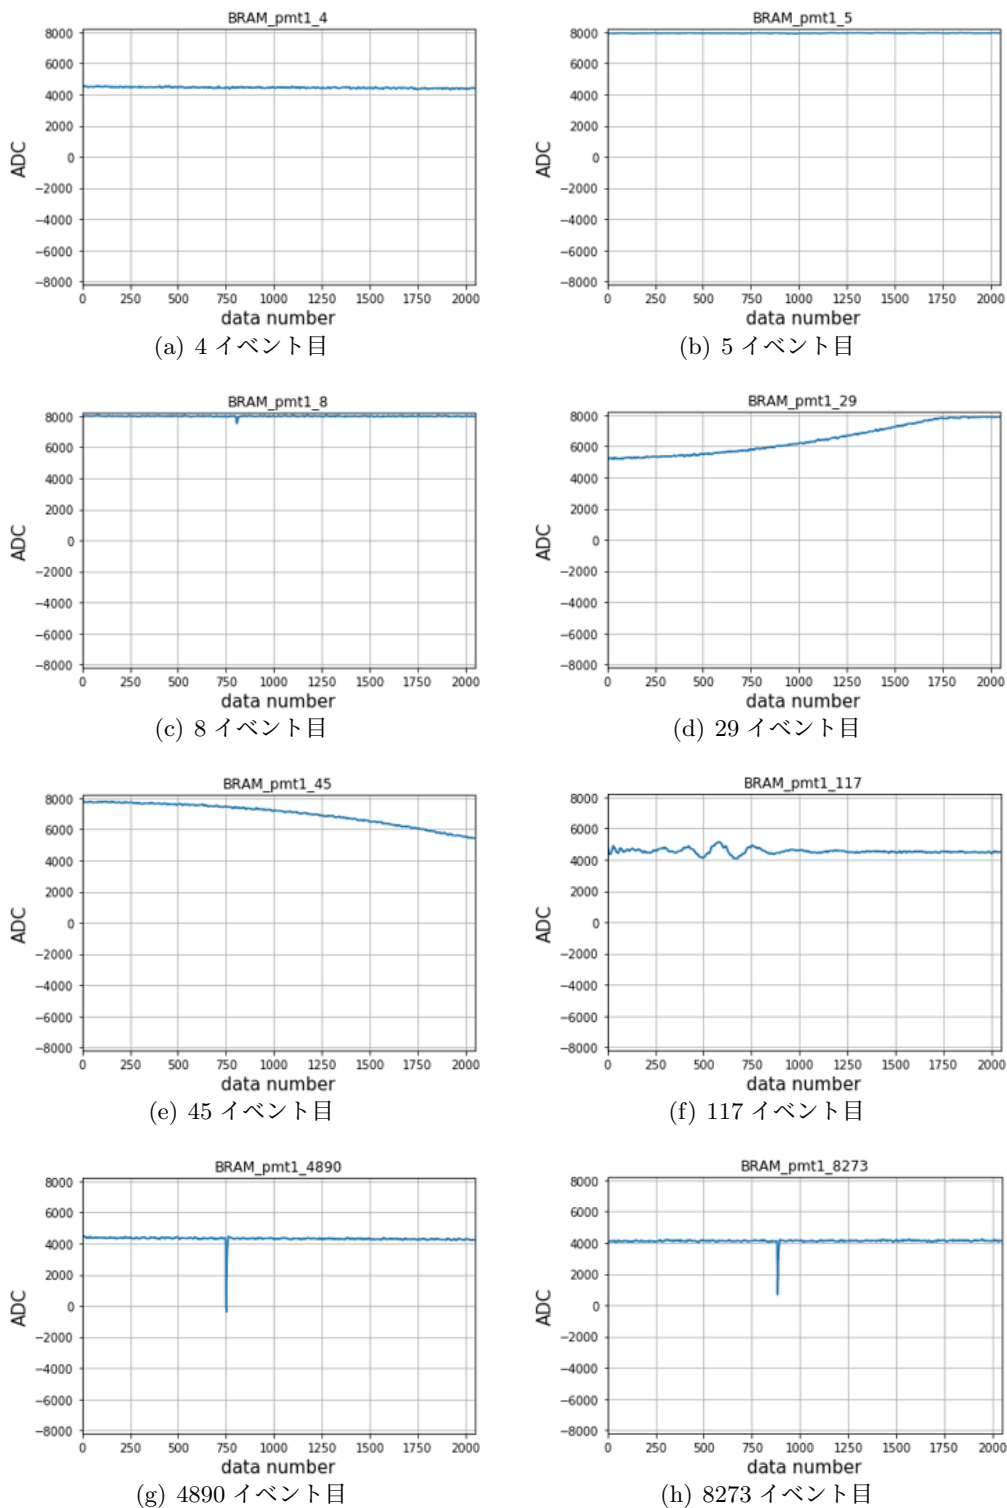 BRAM_pmt1_4
8000
6000
4000
2000
0
−2000
−4000
−6000
−8000
ADC
0 250 500 750 1000 1250 1500 1750 2000
data number
(a) 4 イベント目
BRAM_pmt1_5
8000
6000
4000
2000
0
−2000
−4000
−6000
−8000
ADC
0 250 500 750 1000 1250 1500 1750 2000
data number
(b) 5 イベント目
BRAM_pmt1_8
8000
6000
4000
2000
0
−2000
−4000
−6000
−8000
ADC
0 250 500 750 1000 1250 1500 1750 2000
data number
(c) 8 イベント目
BRAM_pmt1_29
8000
6000
4000
2000
0
−2000
−4000
−6000
−8000
ADC
0 250 500 750 1000 1250 1500 1750 2000
data number
(d) 29 イベント目
BRAM_pmt1_45
8000
6000
4000
2000
0
−2000
−4000
−6000
−8000
ADC
0 250 500 750 1000 1250 1500 1750 2000
data number
(e) 45 イベント目
BRAM_pmt1_117
8000
6000
4000
2000
0
−2000
−4000
−6000
−8000
ADC
0 250 500 750 1000 1250 1500 1750 2000
data number
(f) 117 イベント目
BRAM_pmt1_4890
8000
6000
4000
2000
0
−2000
−4000
−6000
−8000
ADC
0 250 500 750 1000 1250 1500 1750 2000
data number
(g) 4890 イベント目
BRAM_pmt1_8273
8000
6000
4000
2000
0
−2000
−4000
−6000
−8000
ADC
0 250 500 750 1000 1250 1500 1750 2000
data number
(h) 8273 イベント目